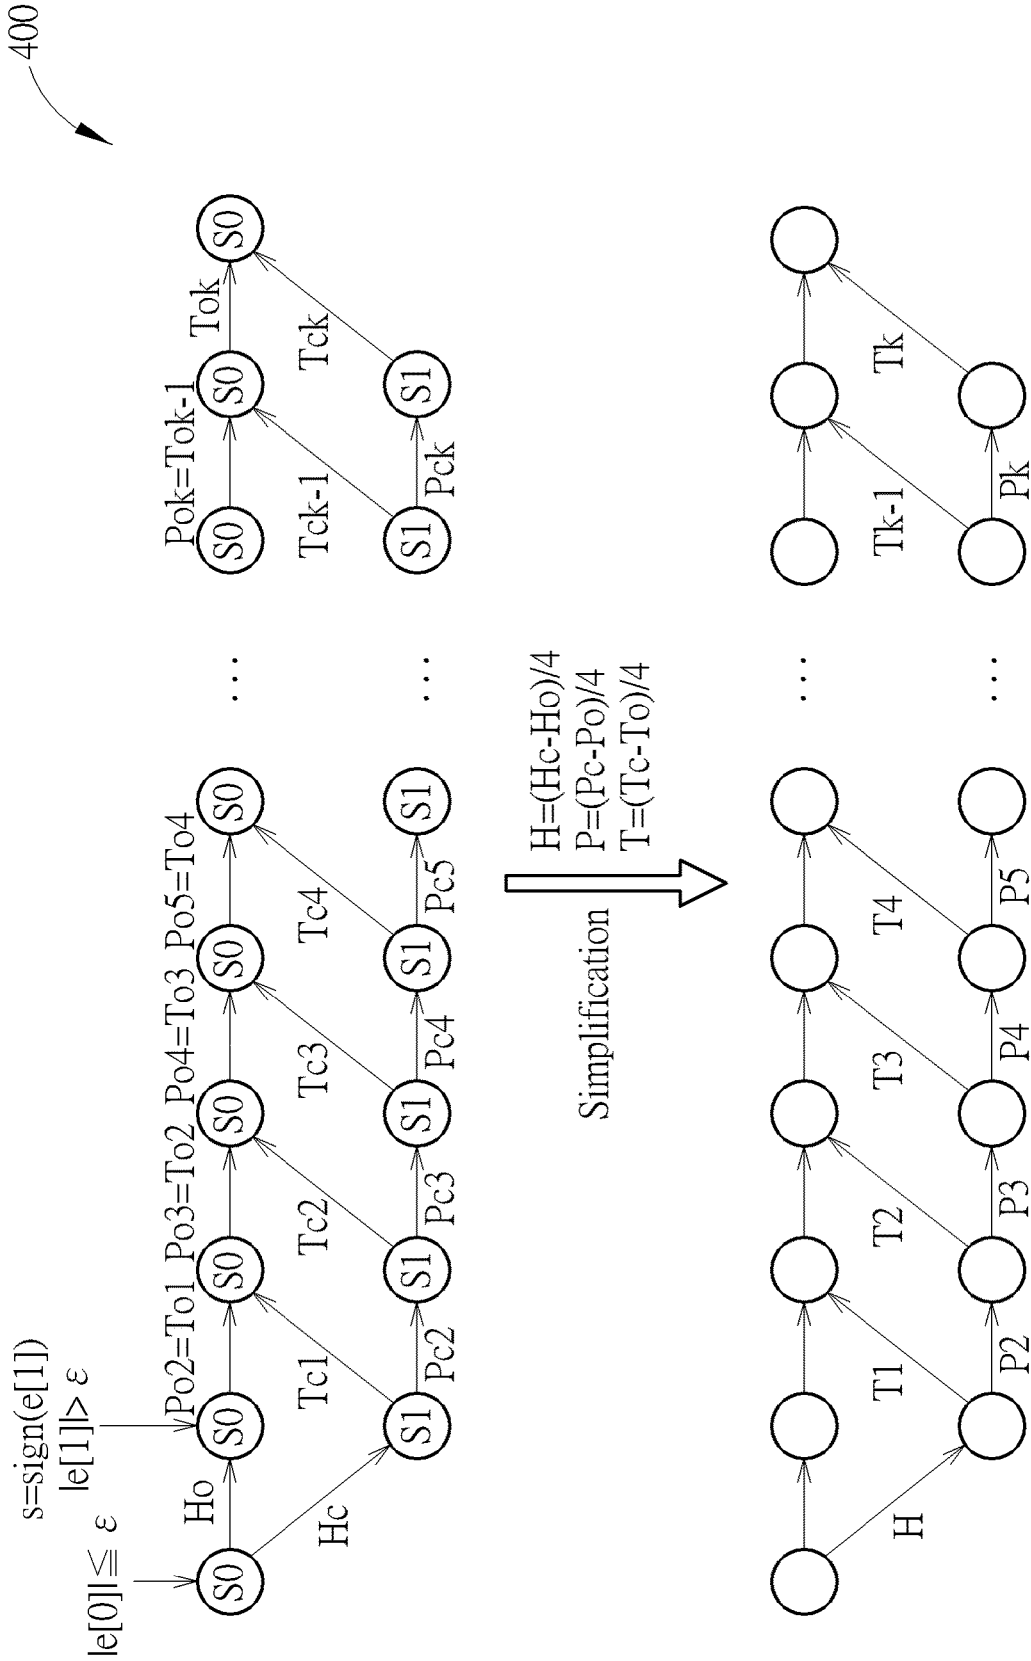 400
s=sign(e[1])
|e[0]|≦ ε
|e[1]|> ε
Po2=To1 Po3=To2 Po4=To3 Po5=To4
Pok=Tok-1
S0 Ho S0 S0 S0 S0 S0 … S0 S0 Tok S0
Hc Tc1 Tc2 Tc3 Tc4 Tck-1 Tck
S1 S1 S1 S1 S1 … S1 S1
Pc2 Pc3 Pc4 Pc5 Pck
Simplification
H=(Hc-Ho)/4
P=(Pc-Po)/4
T=(Tc-To)/4
…
H T1 T2 T3 T4 Tk-1 Tk
…
P2 P3 P4 P5 Pk